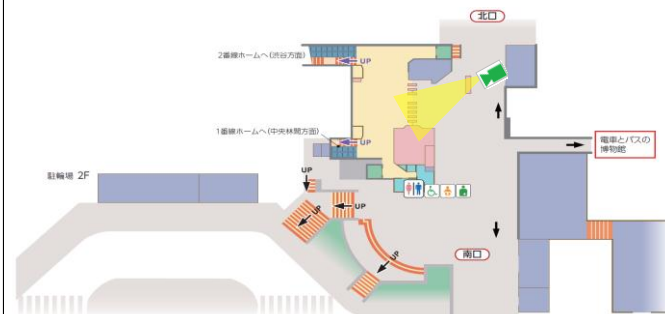 北口
2番線ホームへ(渋谷方面)
UP
1番線ホームへ(中央林間方面)
UP
電車とバスの
博物館
駐輪場 2F
UP
UP
UP
UP
南口